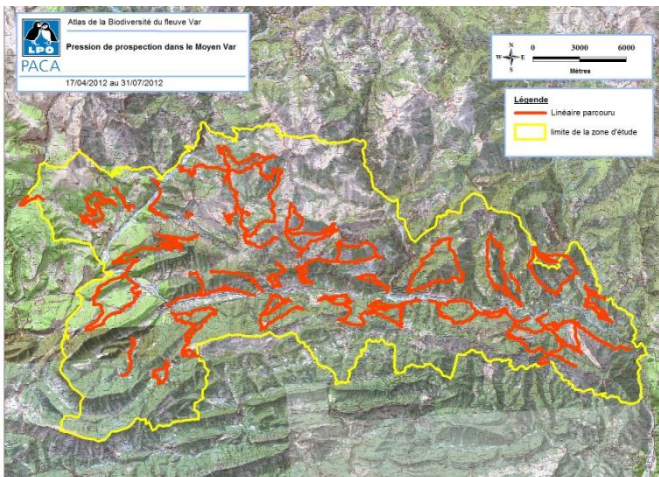 Atlas de la Biodiversité du fleuve Var
LPO
PACA
Pression de prospection dans le Moyen Var
17/04/2012 au 31/07/2012
N
W E
S
0 3000 6000
Mètres
Légende
Linéaire parcouru
limite de la zone d'étude